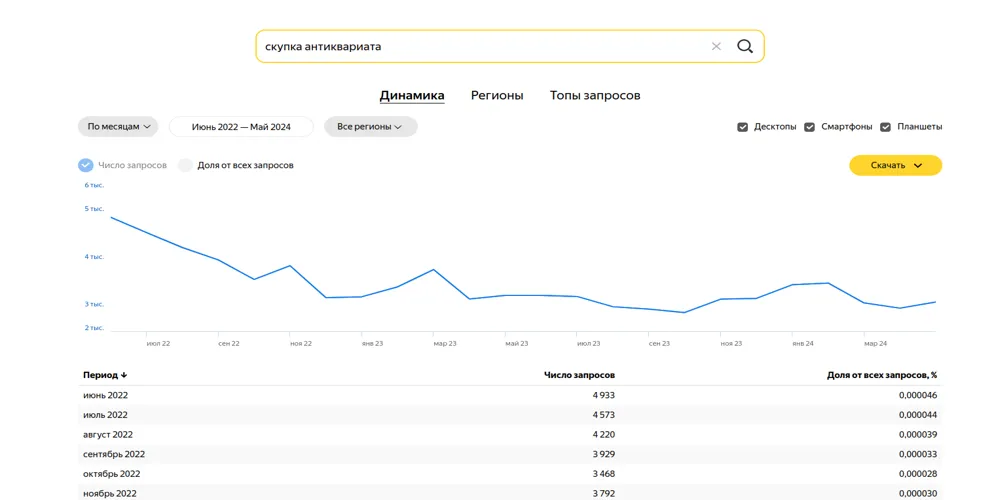 скупка антиквариата
Динамика Регионы Топы запросов
По месяцам Июнь 2022 — Май 2024 Все регионы Десктопы Смартфоны Планшеты
Число запросов Доля от всех запросов Скачать
6 тыс.
5 тыс.
4 тыс.
3 тыс.
2 тыс.
июл 22 сен 22 ноя 22 янв 23 мар 23 май 23 июл 23 сен 23 ноя 23 янв 24 мар 24
Период ↓ Число запросов Доля от всех запросов, %
июнь 2022 4 933 0,000046
июль 2022 4 573 0,000044
август 2022 4 220 0,000039
сентябрь 2022 3 929 0,000033
октябрь 2022 3 468 0,000028
ноябрь 2022 3 792 0,000030